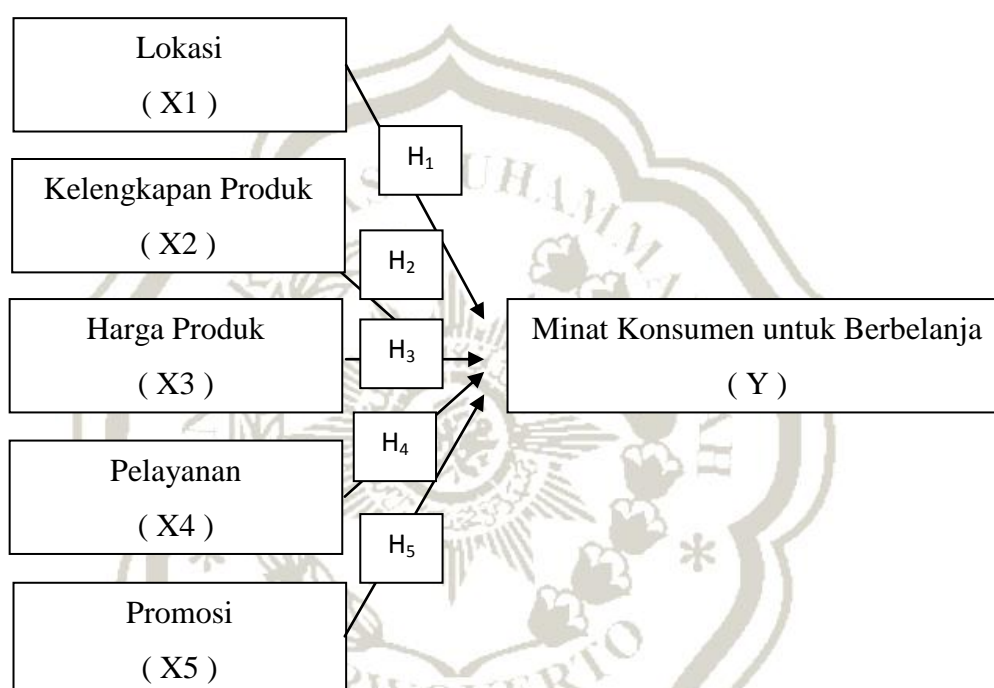 Lokasi
( X1 )
H₁
Kelengkapan Produk
( X2 )
H₂
Harga Produk
( X3 )
H₃
Minat Konsumen untuk Berbelanja
( Y )
Pelayanan
( X4 )
H₄
Promosi
( X5 )
H₅